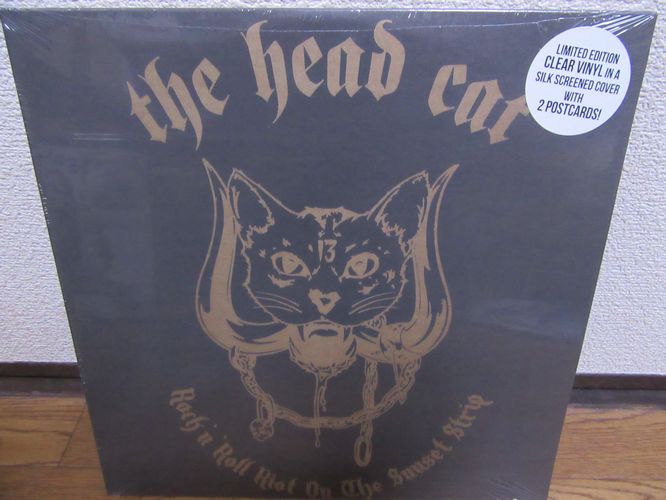 the head cat
LIMITED EDITION
CLEAR VINYL IN A
SILK SCREENED COVER
WITH
2 POSTCARDS!
13
Rock'n'Roll Riot On The Sunset Strip